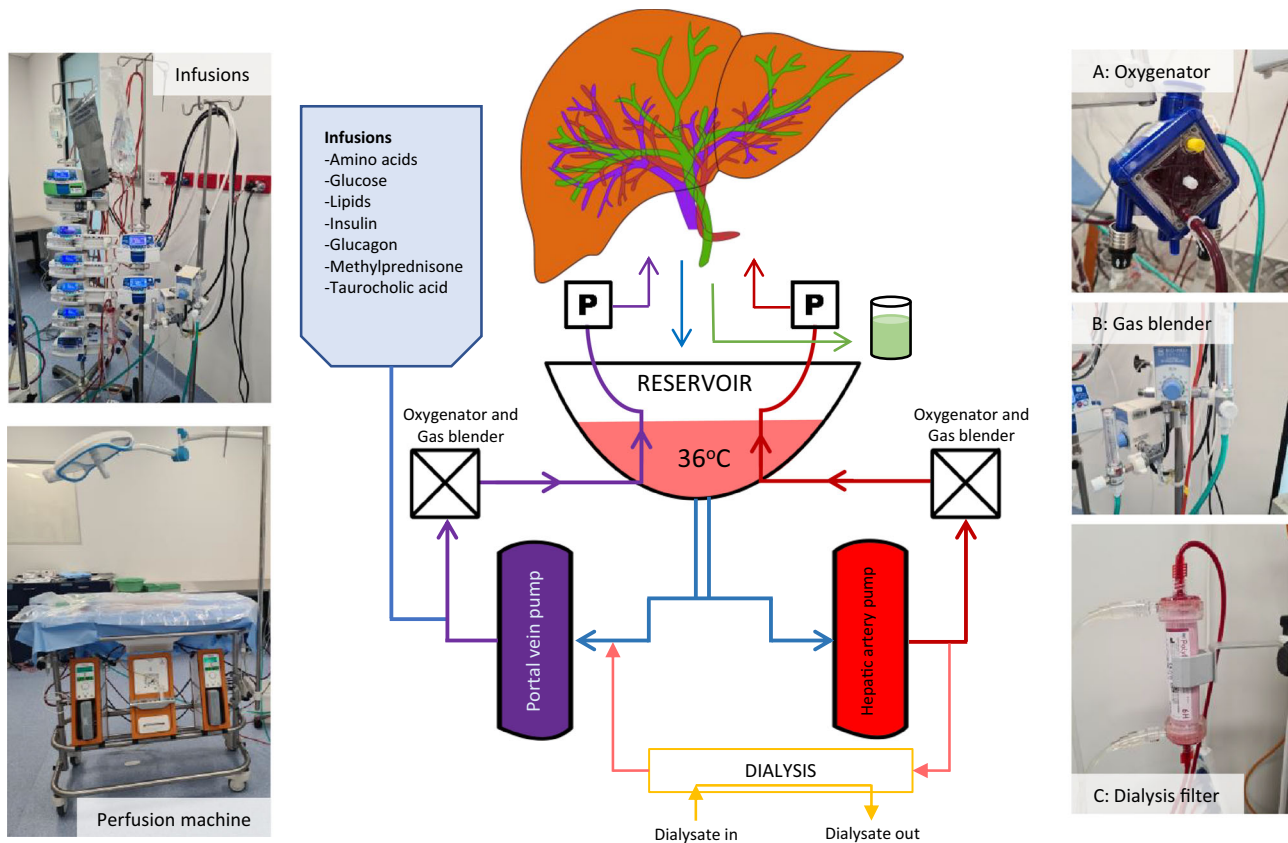 Infusions
Infusions
-Amino acids
-Glucose
-Lipids
-Insulin
-Glucagon
-Methylprednisone
-Taurocholic acid
P
P
RESERVOIR
36°C
Oxygenator and
Gas blender
Oxygenator and
Gas blender
Portal vein pump
Hepatic artery pump
DIALYSIS
Dialysate in
Dialysate out
Perfusion machine
A: Oxygenator
B: Gas blender
C: Dialysis filter